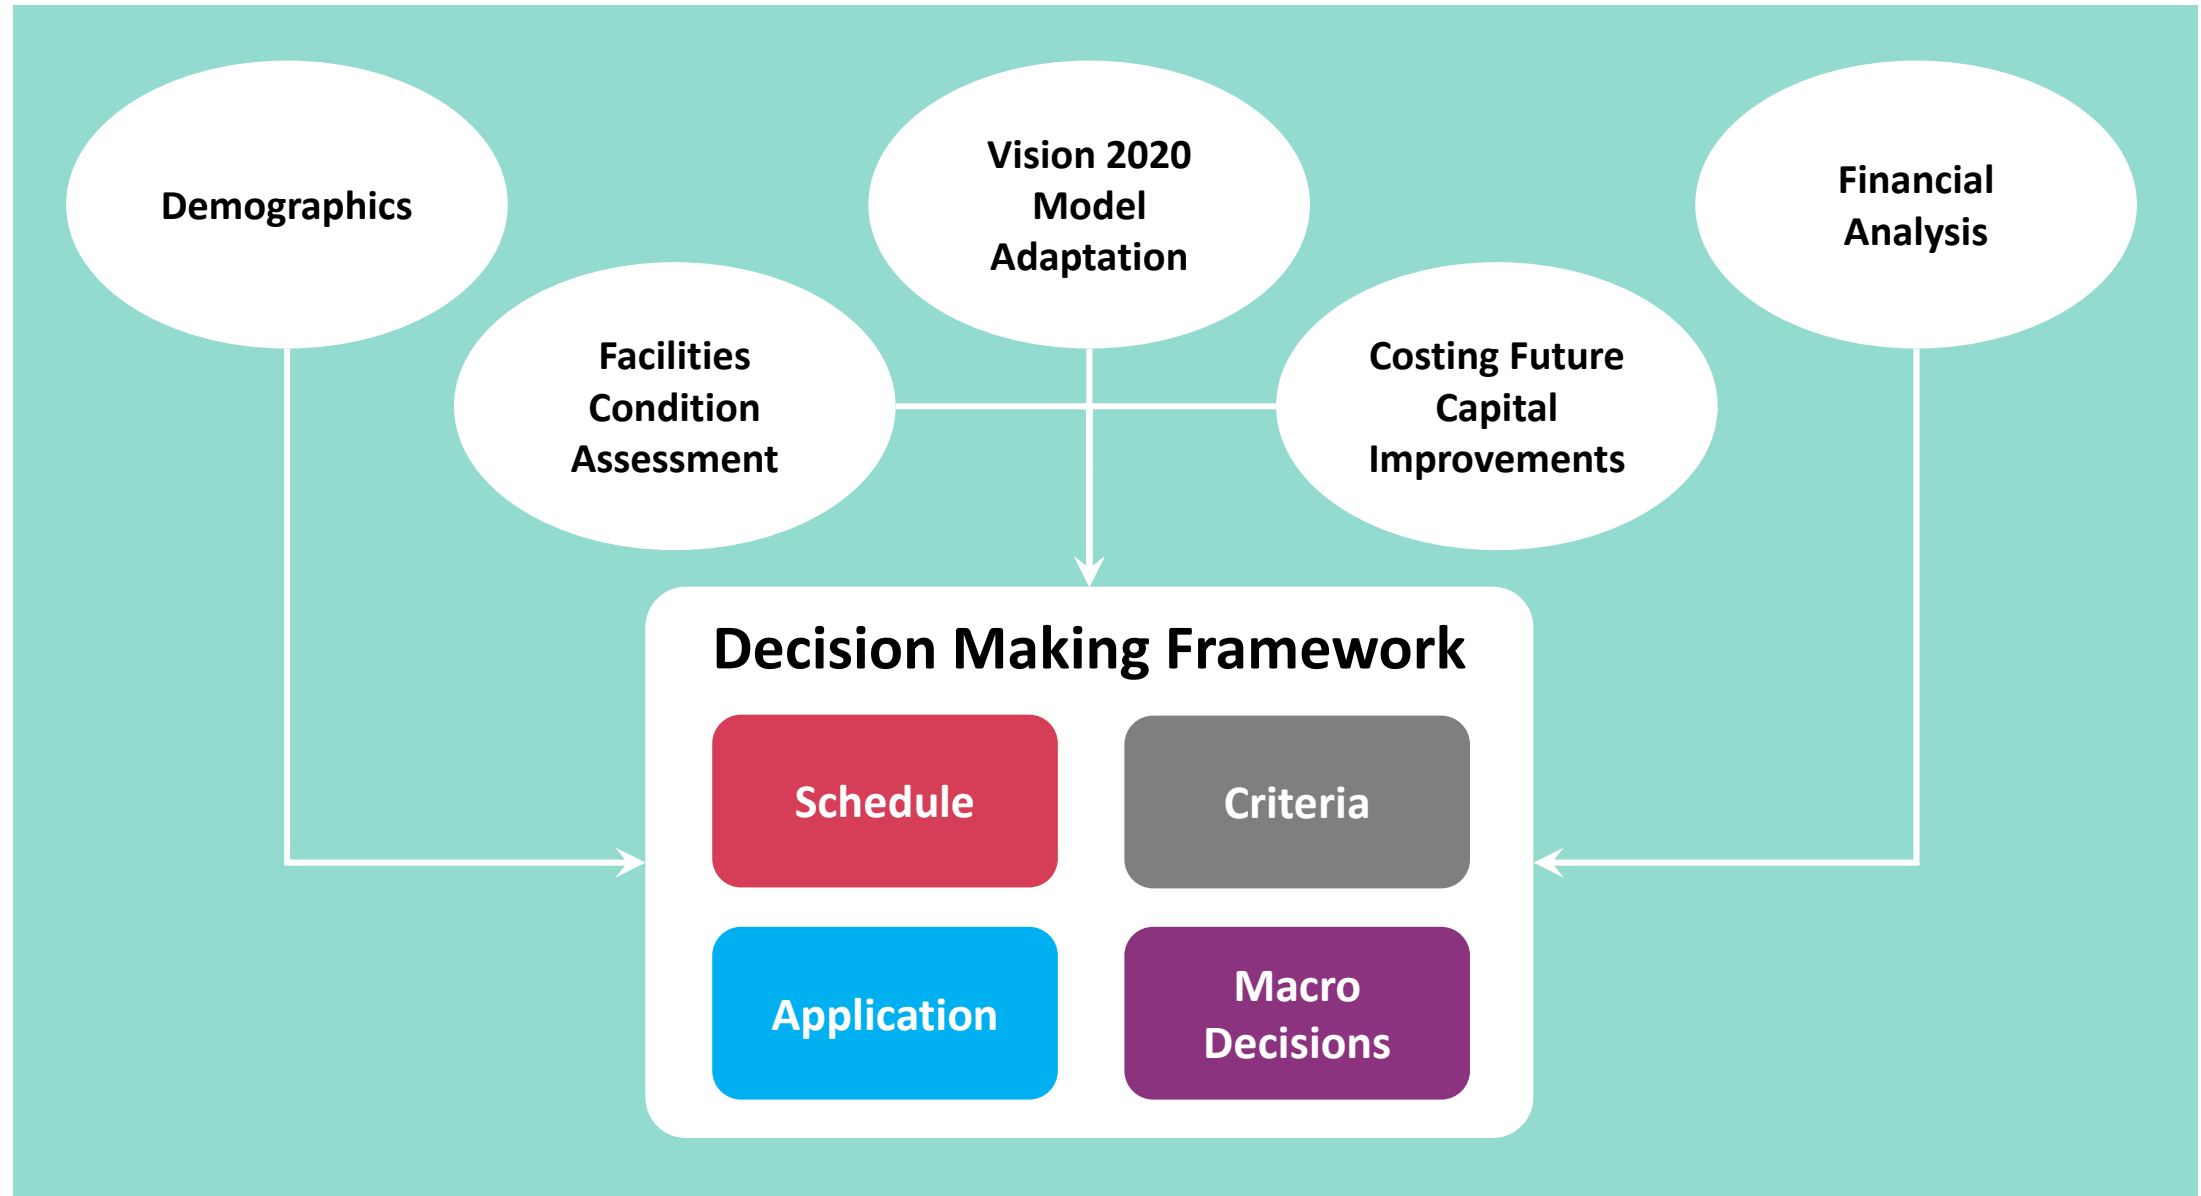 Demographics
Vision 2020
Model
Adaptation
Financial
Analysis
Facilities
Condition
Assessment
Costing Future
Capital
Improvements
Decision Making Framework
Schedule
Criteria
Application
Macro
Decisions